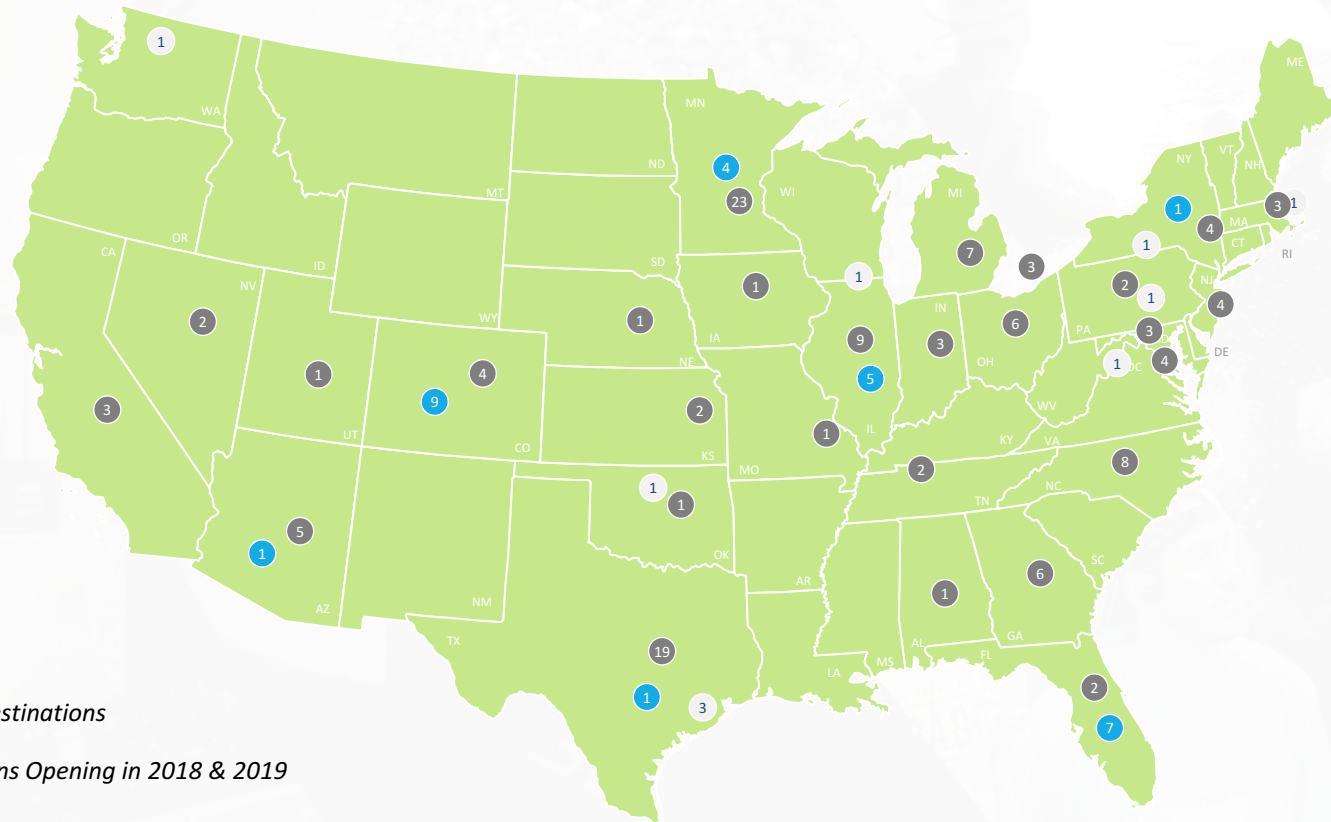 1
ME
WA
MN
VT
NY
NH
ND
4
WI
MI
MT
23
1
3
1
MA
4
OR
CT
CA
7
1
RI
SD
3
ID
1
NV
2
NJ
1
1
IN
4
WY
2
1
6
PA
3
IA
9
3
DE
NE
OH
4
1
DC
1
4
5
9
WV
3
2
IL
UT
1
KY
VA
CO
KS
MO
2
8
1
NC
TN
1
5
1
OK
SC
6
AR
1
NM
AZ
GA
TX
AL
19
FL
MS
LA
2
1
3
estinations
7
ns Opening in 2018 & 2019